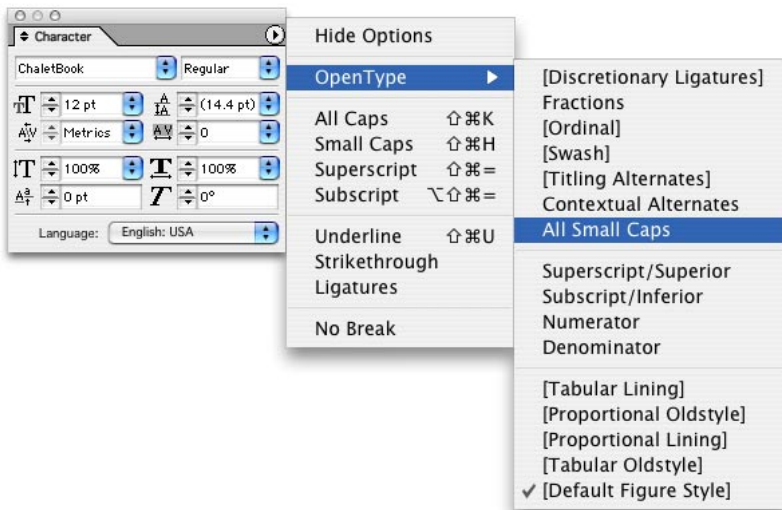 Character
ChaletBook Regular
12 pt (14.4 pt)
Metrics 0
100% 100%
0 pt 0°
Language: English: USA
Hide Options
OpenType
All Caps ⇧⌘K
Small Caps ⇧⌘H
Superscript ⇧⌘=
Subscript ⌥⇧⌘=
Underline ⇧⌘U
Strikethrough
Ligatures
No Break
[Discretionary Ligatures]
Fractions
[Ordinal]
[Swash]
[Titling Alternates]
Contextual Alternates
All Small Caps
Superscript/Superior
Subscript/Inferior
Numerator
Denominator
[Tabular Lining]
[Proportional Oldstyle]
[Proportional Lining]
[Tabular Oldstyle]
✓ [Default Figure Style]